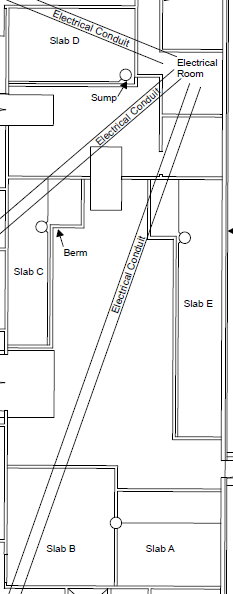 Electrical Conduit
Slab D
Electrical
Room
Sump
Electrical Conduit
Berm
Slab C
Electrical Conduit
Slab E
Slab B
Slab A